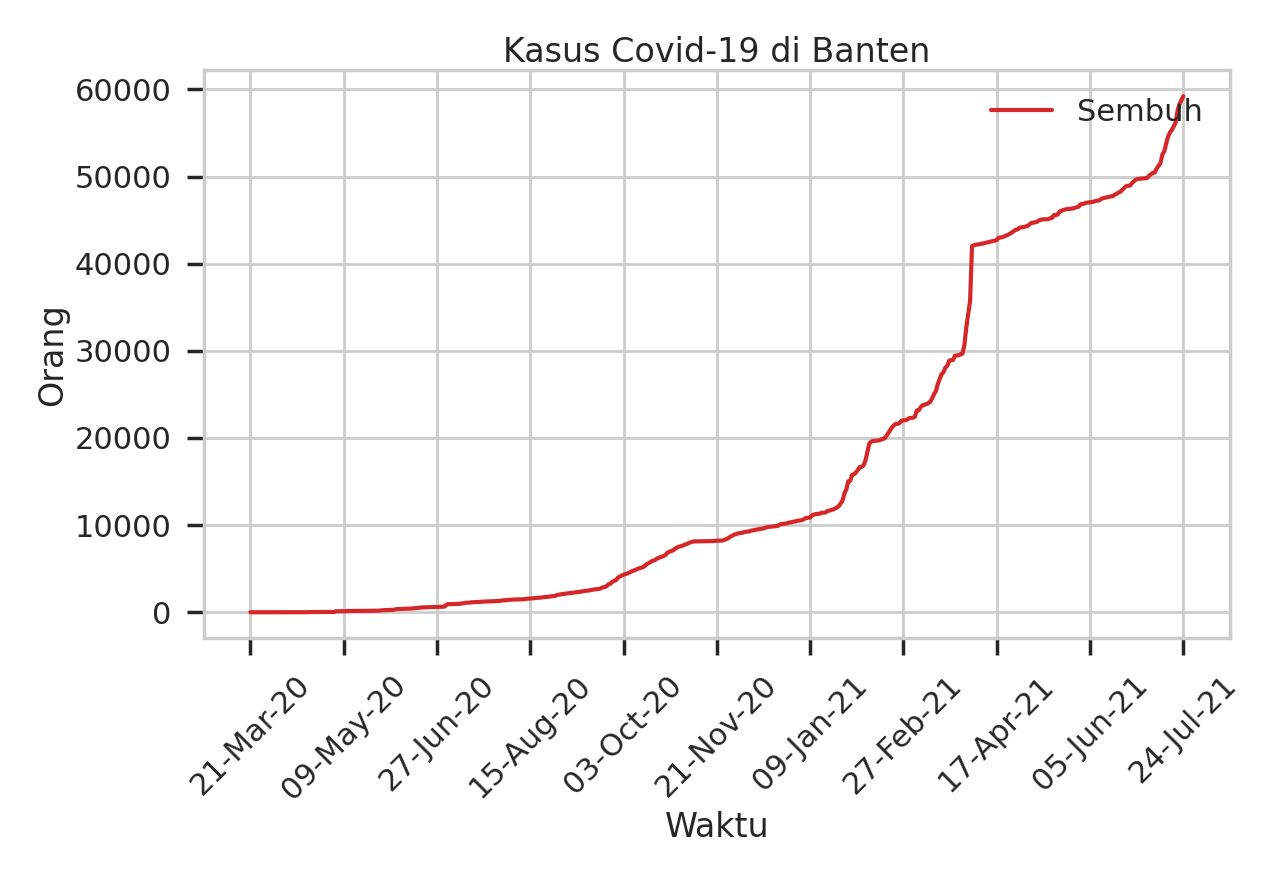 Kasus Covid-19 di Banten
60000
50000
40000
30000
20000
10000
0
Orang
Sembuh
21-Mar-20
09-May-20
27-Jun-20
15-Aug-20
03-Oct-20
21-Nov-20
09-Jan-21
27-Feb-21
17-Apr-21
05-Jun-21
24-Jul-21
Waktu